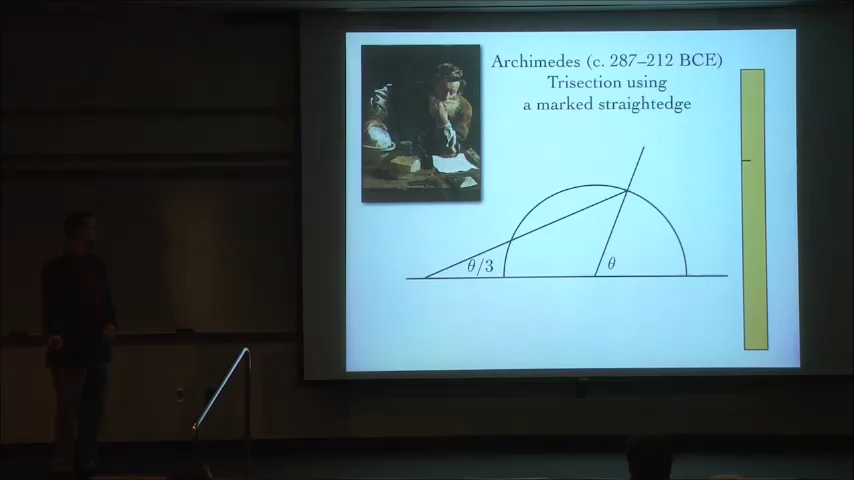 Archimedes (c. 287–212 BCE)
Trisection using
a marked straightedge
θ/3
θ